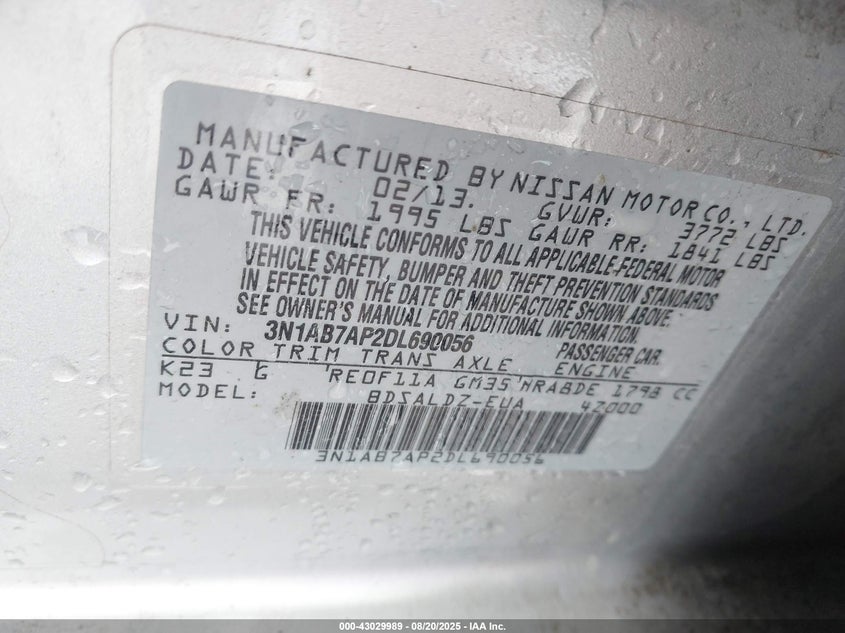 MANUFACTURED BY NISSAN MOTOR CO., LTD.
DATE: 02/13. GVWR: 3772 LBS
GAWR FR: 1995 LBS GAWR RR: 1841 LBS
THIS VEHICLE CONFORMS TO ALL APPLICABLE FEDERAL MOTOR
VEHICLE SAFETY, BUMPER AND THEFT PREVENTION STANDARDS
IN EFFECT ON THE DATE OF MANUFACTURE SHOWN ABOVE.
SEE OWNER'S MANUAL FOR ADDITIONAL INFORMATION.
VIN: 3N1AB7AP2DL690056 PASSENGER CAR.
COLOR TRIM TRANS AXLE ENGINE
K23 G RE0F11A GM35 MRA8DE 1798 CC
MODEL: BDSALDZ-EUA 4Z000
3N1AB7AP2DL690056
000-43029989 - 08/20/2025 - IAA Inc.